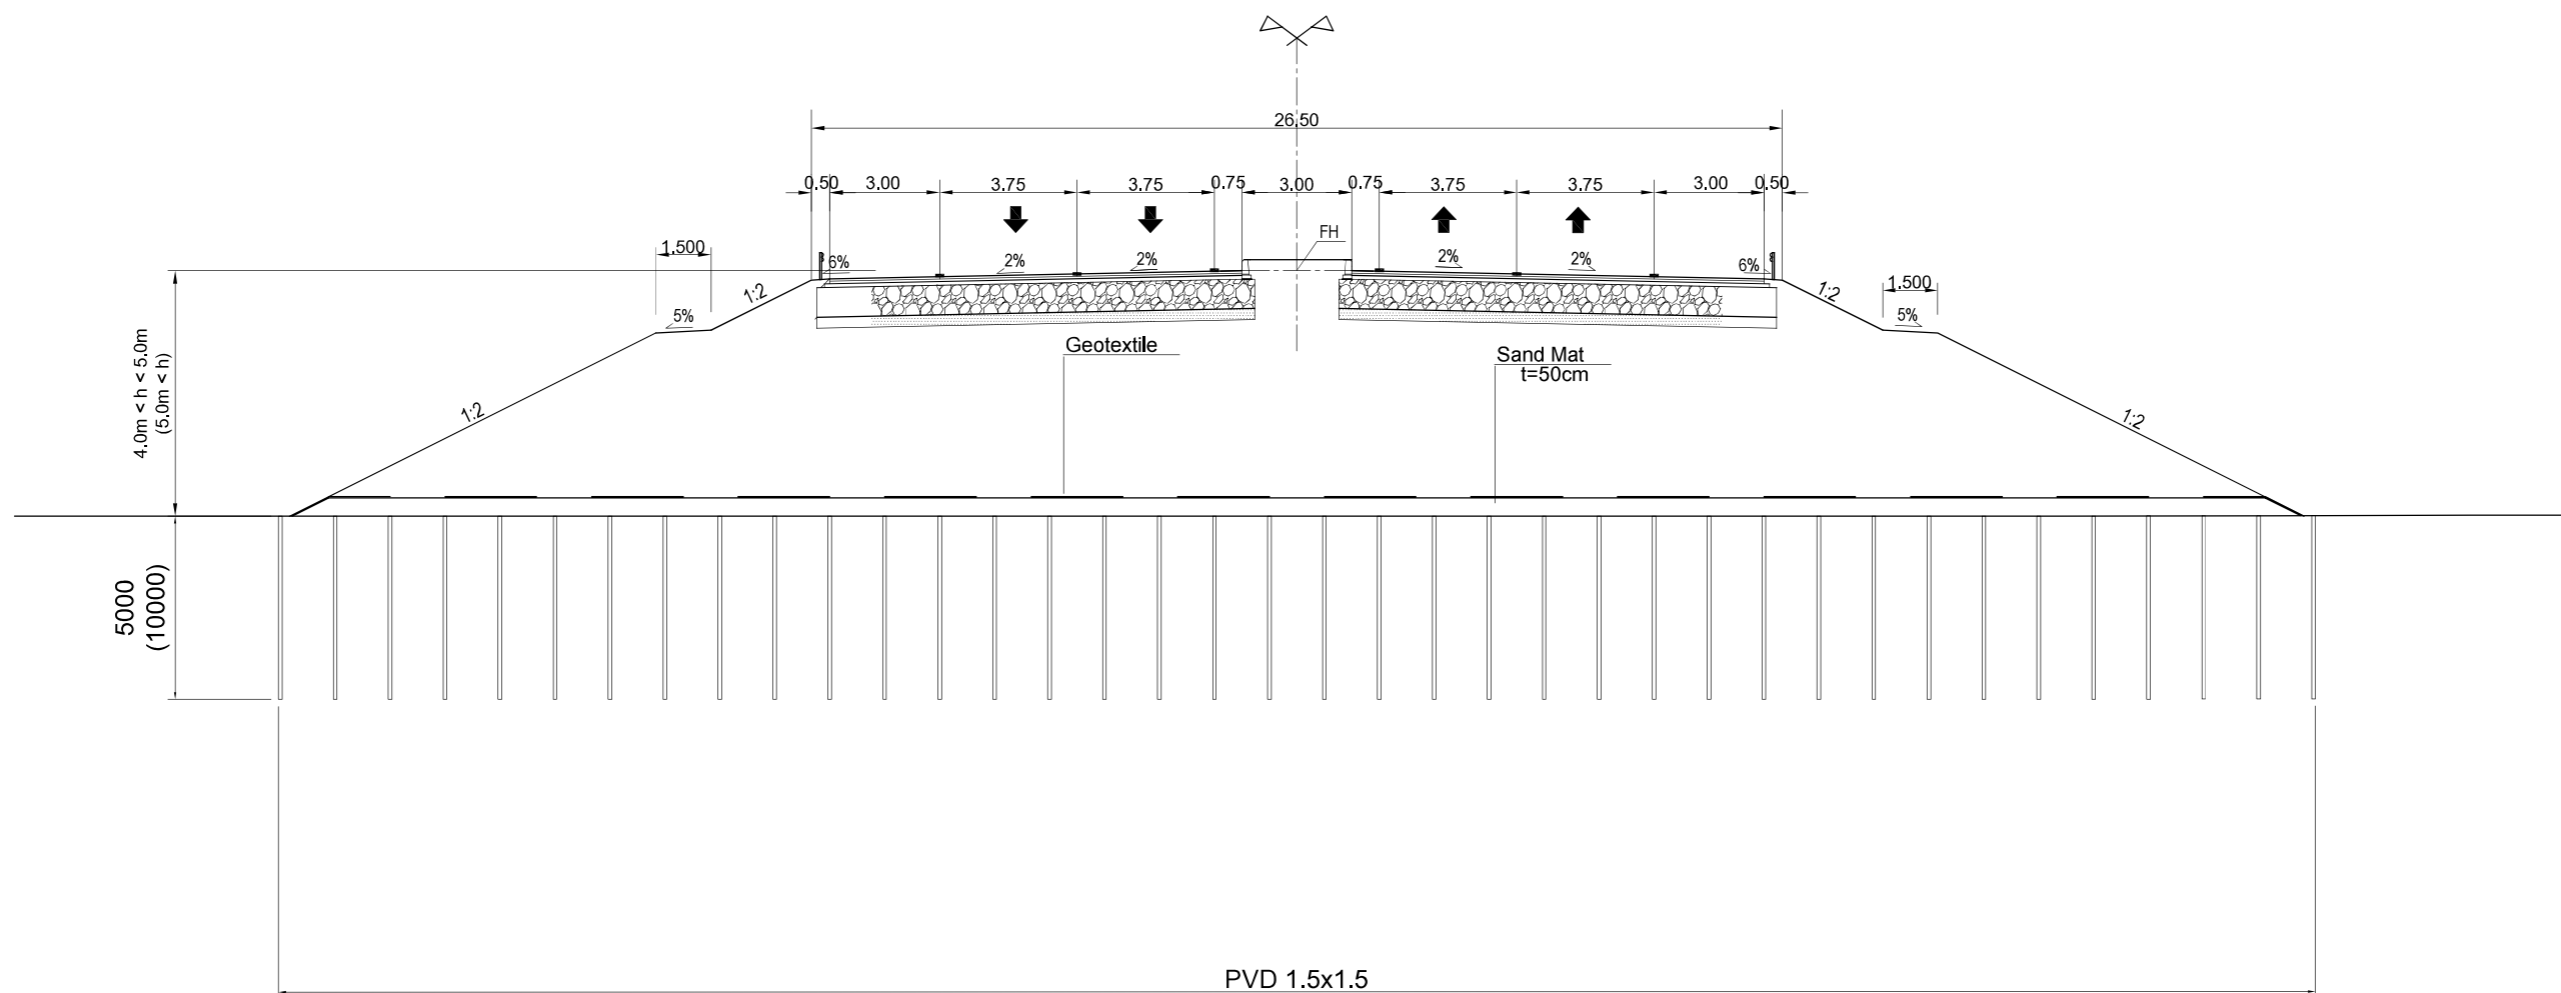 26.50
0.50 3.00 3.75 3.75 0.75 3.00 0.75 3.75 3.75 3.00 0.50
FH
1.500 1.500
6% 2% 2% 2% 2% 6%
1:2 1:2
5% 5%
Geotextile
Sand Mat
t=50cm
4.0m < h < 5.0m
(5.0m < h)
1:2 1:2
5000
(10000)
PVD 1.5x1.5